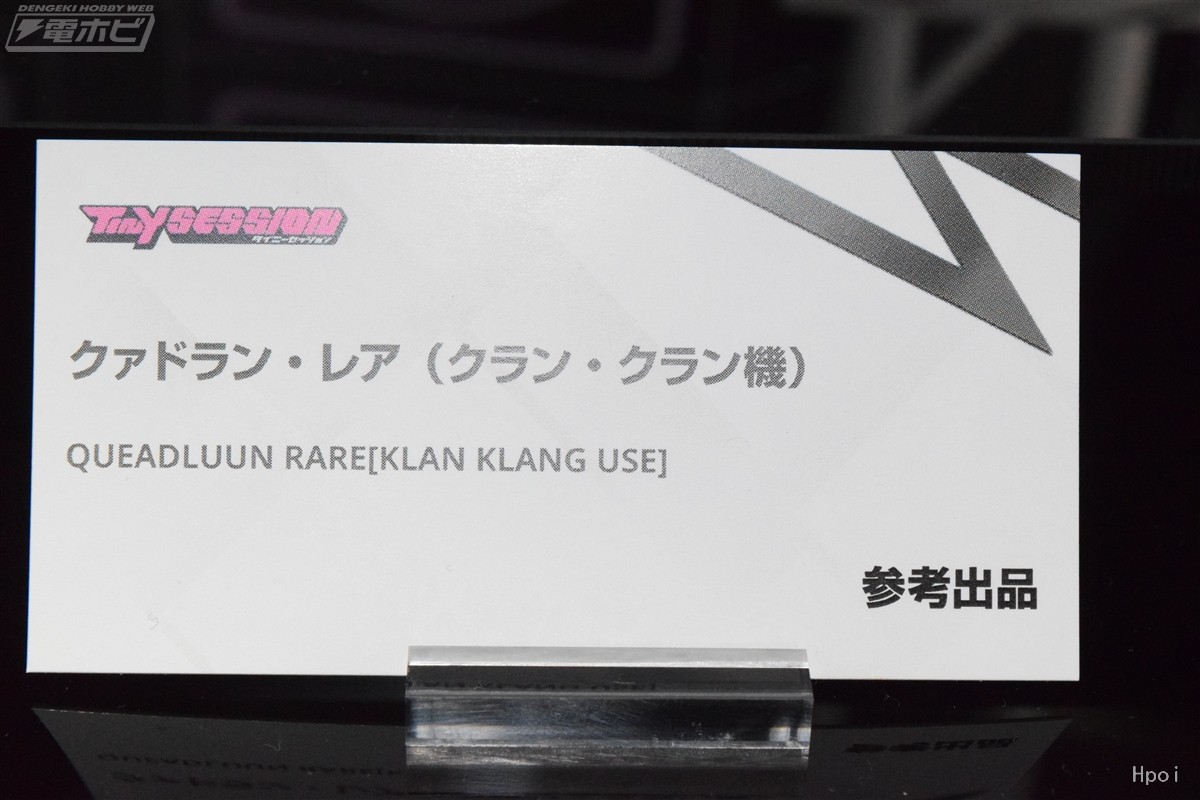 DENGEKI HOBBY WEB
電ホビ
Tiny SESSION
タイニーセッション
クァドラン・レア（クラン・クラン機）
QUEADLUUN RARE[KLAN KLANG USE]
参考出品
Hpoi